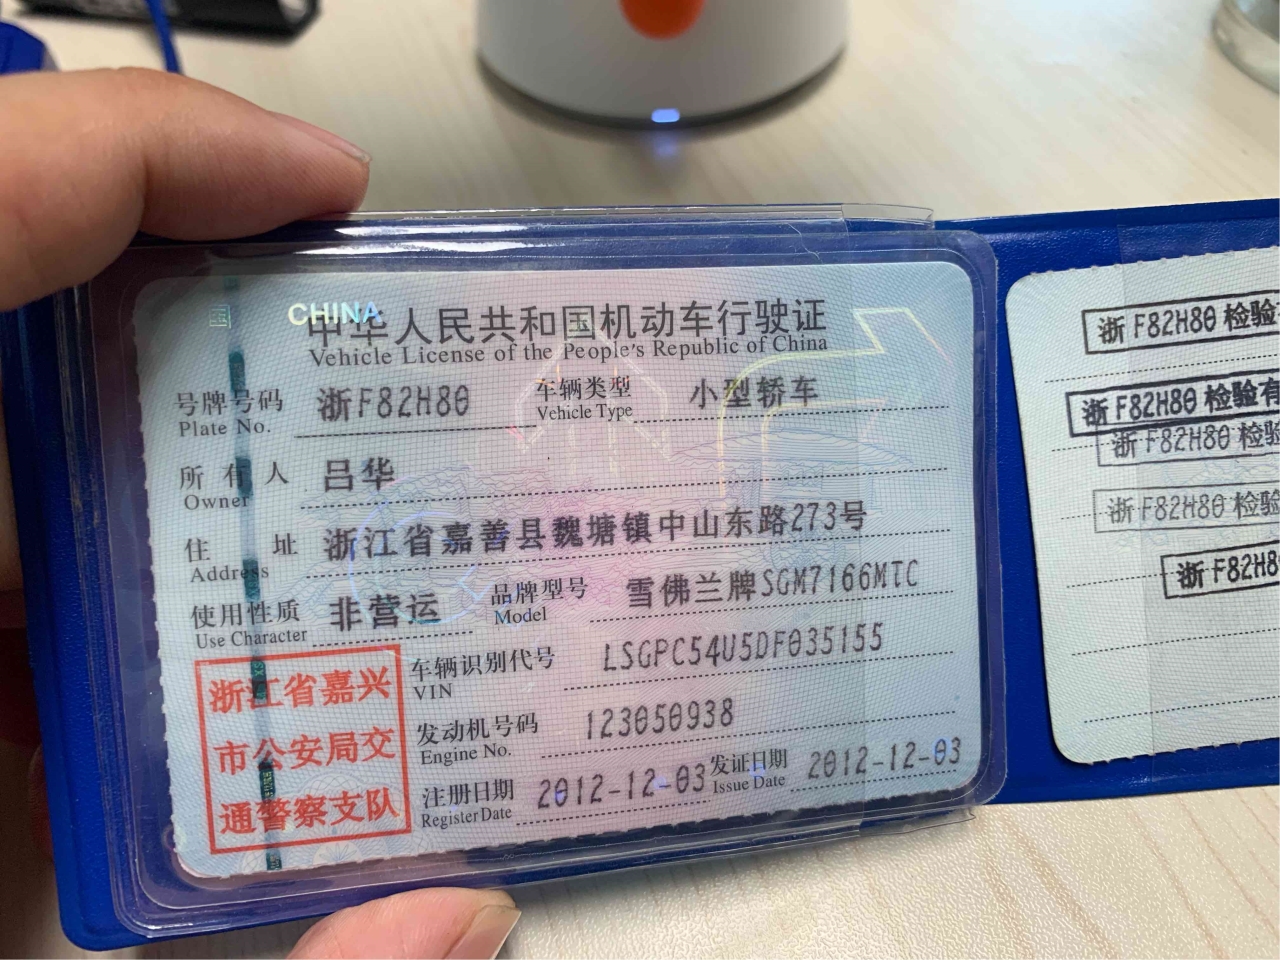 CHINA
中华人民共和国机动车行驶证
Vehicle License of the People's Republic of China
号牌号码 浙F82H80 车辆类型 小型轿车
Plate No. Vehicle Type
所有人 吕华
Owner
住址 浙江省嘉善县魏塘镇中山东路273号
Address
使用性质 非营运 品牌型号 雪佛兰牌SGM7166MTC
Use Character Model
车辆识别代号 LSGPC54U5DF035155
VIN
发动机号码 123050938
Engine No.
注册日期 2012-12-03 发证日期 2012-12-03
Register Date Issue Date
浙江省嘉兴
市公安局交
通警察支队
浙F82H80检验
浙F82H80检验有
浙F82H80检验
浙F82H80检验
浙F82H8